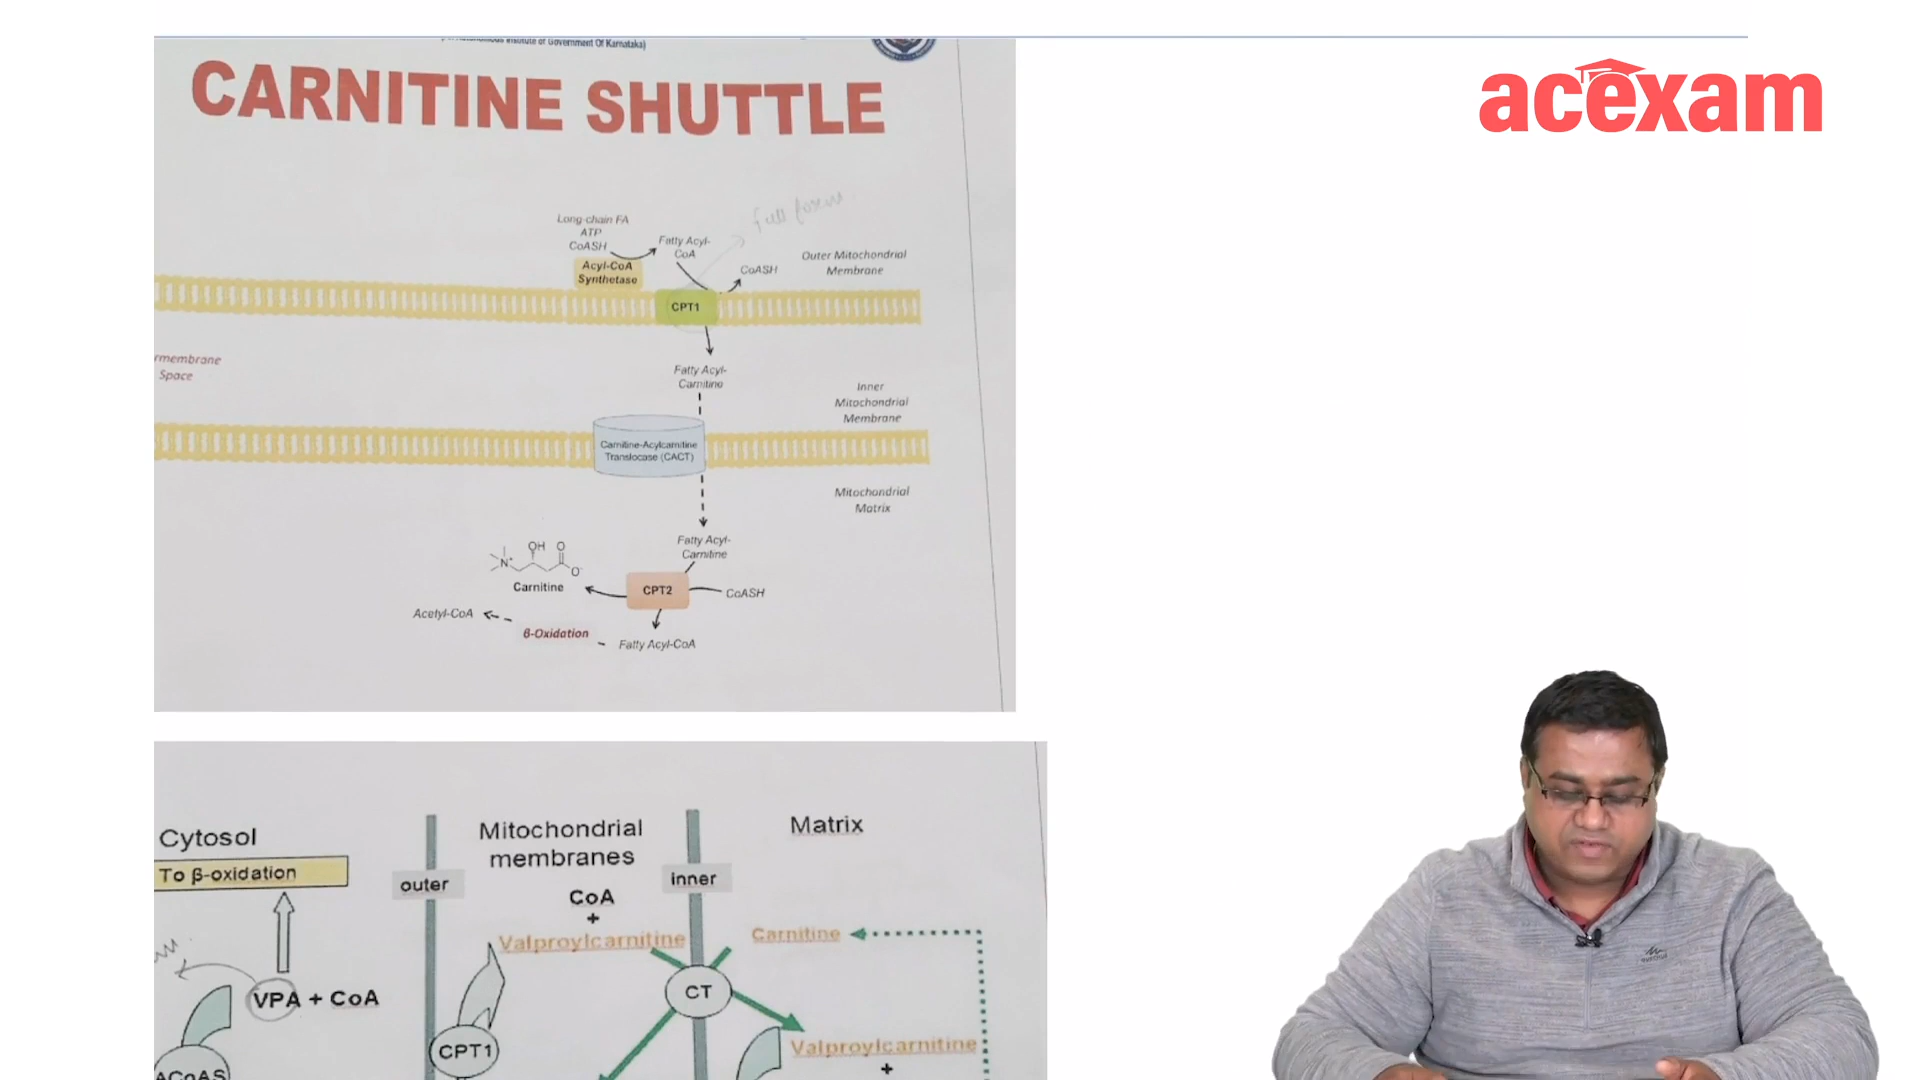 acexam
CARNITINE SHUTTLE
Long-chain FA
ATP
CoASH
Fatty Acyl-
CoA
Acyl-CoA
Synthetase
CoASH
Outer Mitochondrial
Membrane
CPT1
rmembrane
Space
Fatty Acyl-
Carnitine
Inner
Mitochondrial
Membrane
Carnitine-Acylcarnitine
Translocase (CACT)
Mitochondrial
Matrix
Fatty Acyl-
Carnitine
OH O
N+
O-
Carnitine
CPT2
CoASH
Acetyl-CoA
β-Oxidation
Fatty Acyl-CoA
Cytosol
Mitochondrial
membranes
Matrix
To β-oxidation
outer
inner
CoA
+
Valproylcarnitine
Carnitine
VPA + CoA
CT
CPT1
Valproylcarnitine
+
ACoAS